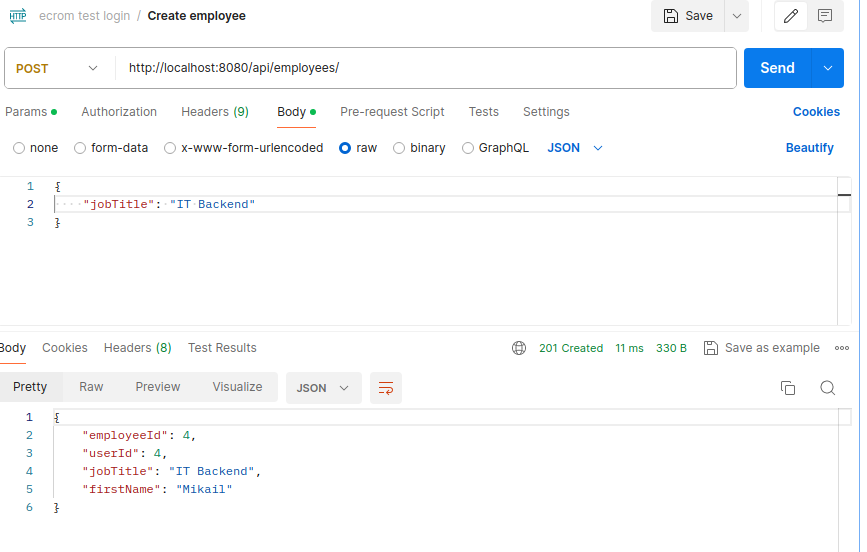 HTTP ecrom test login / Create employee Save
POST http://localhost:8080/api/employees/ Send
Params Authorization Headers (9) Body Pre-request Script Tests Settings Cookies
none form-data x-www-form-urlencoded raw binary GraphQL JSON Beautify
1 {
2 ····"jobTitle":·"IT·Backend"
3 }
Body Cookies Headers (8) Test Results 201 Created 11 ms 330 B Save as example
Pretty Raw Preview Visualize JSON
1 {
2 "employeeId": 4,
3 "userId": 4,
4 "jobTitle": "IT Backend",
5 "firstName": "Mikail"
6 }